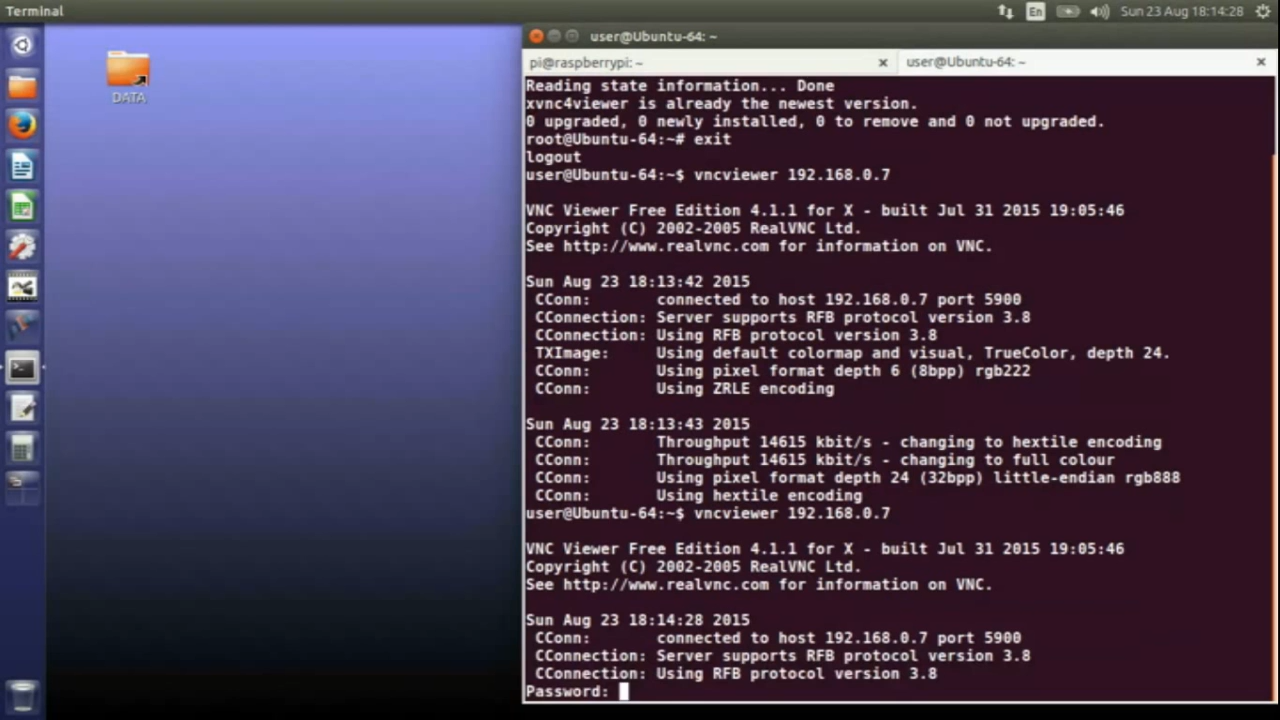 Terminal
En
Sun 23 Aug 18:14:28
DATA
user@Ubuntu-64: ~
pi@raspberrypi: ~
user@Ubuntu-64: ~
Reading state information... Done
xvnc4viewer is already the newest version.
0 upgraded, 0 newly installed, 0 to remove and 0 not upgraded.
root@Ubuntu-64:~# exit
logout
user@Ubuntu-64:~$ vncviewer 192.168.0.7
VNC Viewer Free Edition 4.1.1 for X - built Jul 31 2015 19:05:46
Copyright (C) 2002-2005 RealVNC Ltd.
See http://www.realvnc.com for information on VNC.
Sun Aug 23 18:13:42 2015
CConn: connected to host 192.168.0.7 port 5900
CConnection: Server supports RFB protocol version 3.8
CConnection: Using RFB protocol version 3.8
TXImage: Using default colormap and visual, TrueColor, depth 24.
CConn: Using pixel format depth 6 (8bpp) rgb222
CConn: Using ZRLE encoding
Sun Aug 23 18:13:43 2015
CConn: Throughput 14615 kbit/s - changing to hextile encoding
CConn: Throughput 14615 kbit/s - changing to full colour
CConn: Using pixel format depth 24 (32bpp) little-endian rgb888
CConn: Using hextile encoding
user@Ubuntu-64:~$ vncviewer 192.168.0.7
VNC Viewer Free Edition 4.1.1 for X - built Jul 31 2015 19:05:46
Copyright (C) 2002-2005 RealVNC Ltd.
See http://www.realvnc.com for information on VNC.
Sun Aug 23 18:14:28 2015
CConn: connected to host 192.168.0.7 port 5900
CConnection: Server supports RFB protocol version 3.8
CConnection: Using RFB protocol version 3.8
Password: